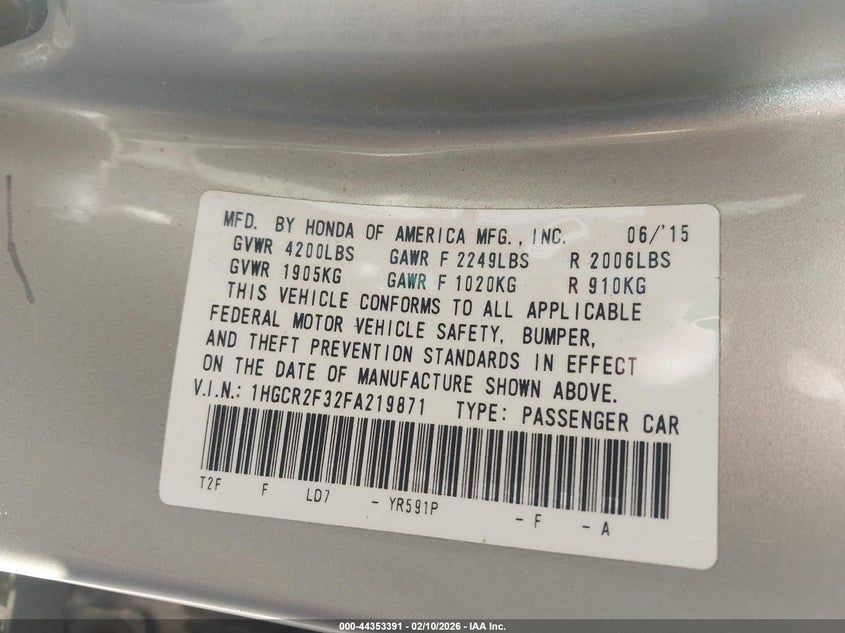 MFD. BY HONDA OF AMERICA MFG., INC. 06/'15
GVWR 4200LBS GAWR F 2249LBS R 2006LBS
GVWR 1905KG GAWR F 1020KG R 910KG
THIS VEHICLE CONFORMS TO ALL APPLICABLE
FEDERAL MOTOR VEHICLE SAFETY, BUMPER,
AND THEFT PREVENTION STANDARDS IN EFFECT
ON THE DATE OF MANUFACTURE SHOWN ABOVE.
V.I.N.: 1HGCR2F32FA219871 TYPE: PASSENGER CAR
T2F F LD7 - YR591P - F - A
000-44353391 - 02/10/2026 - IAA Inc.